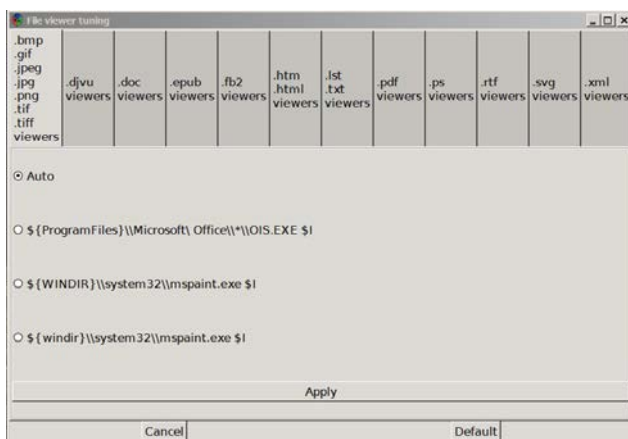 File viewer tuning
.bmp
.gif
.jpeg
.jpg
.png
.tif
.tiff
viewers
.djvu
viewers
.doc
viewers
.epub
viewers
.fb2
viewers
.htm
.html
viewers
.lst
.txt
viewers
.pdf
viewers
.ps
viewers
.rtf
viewers
.svg
viewers
.xml
viewers
Auto
${ProgramFiles}\\Microsoft\ Office\\*\\OIS.EXE $I
${WINDIR}\\system32\\mspaint.exe $I
${windir}\\system32\\mspaint.exe $I
Apply
Cancel
Default